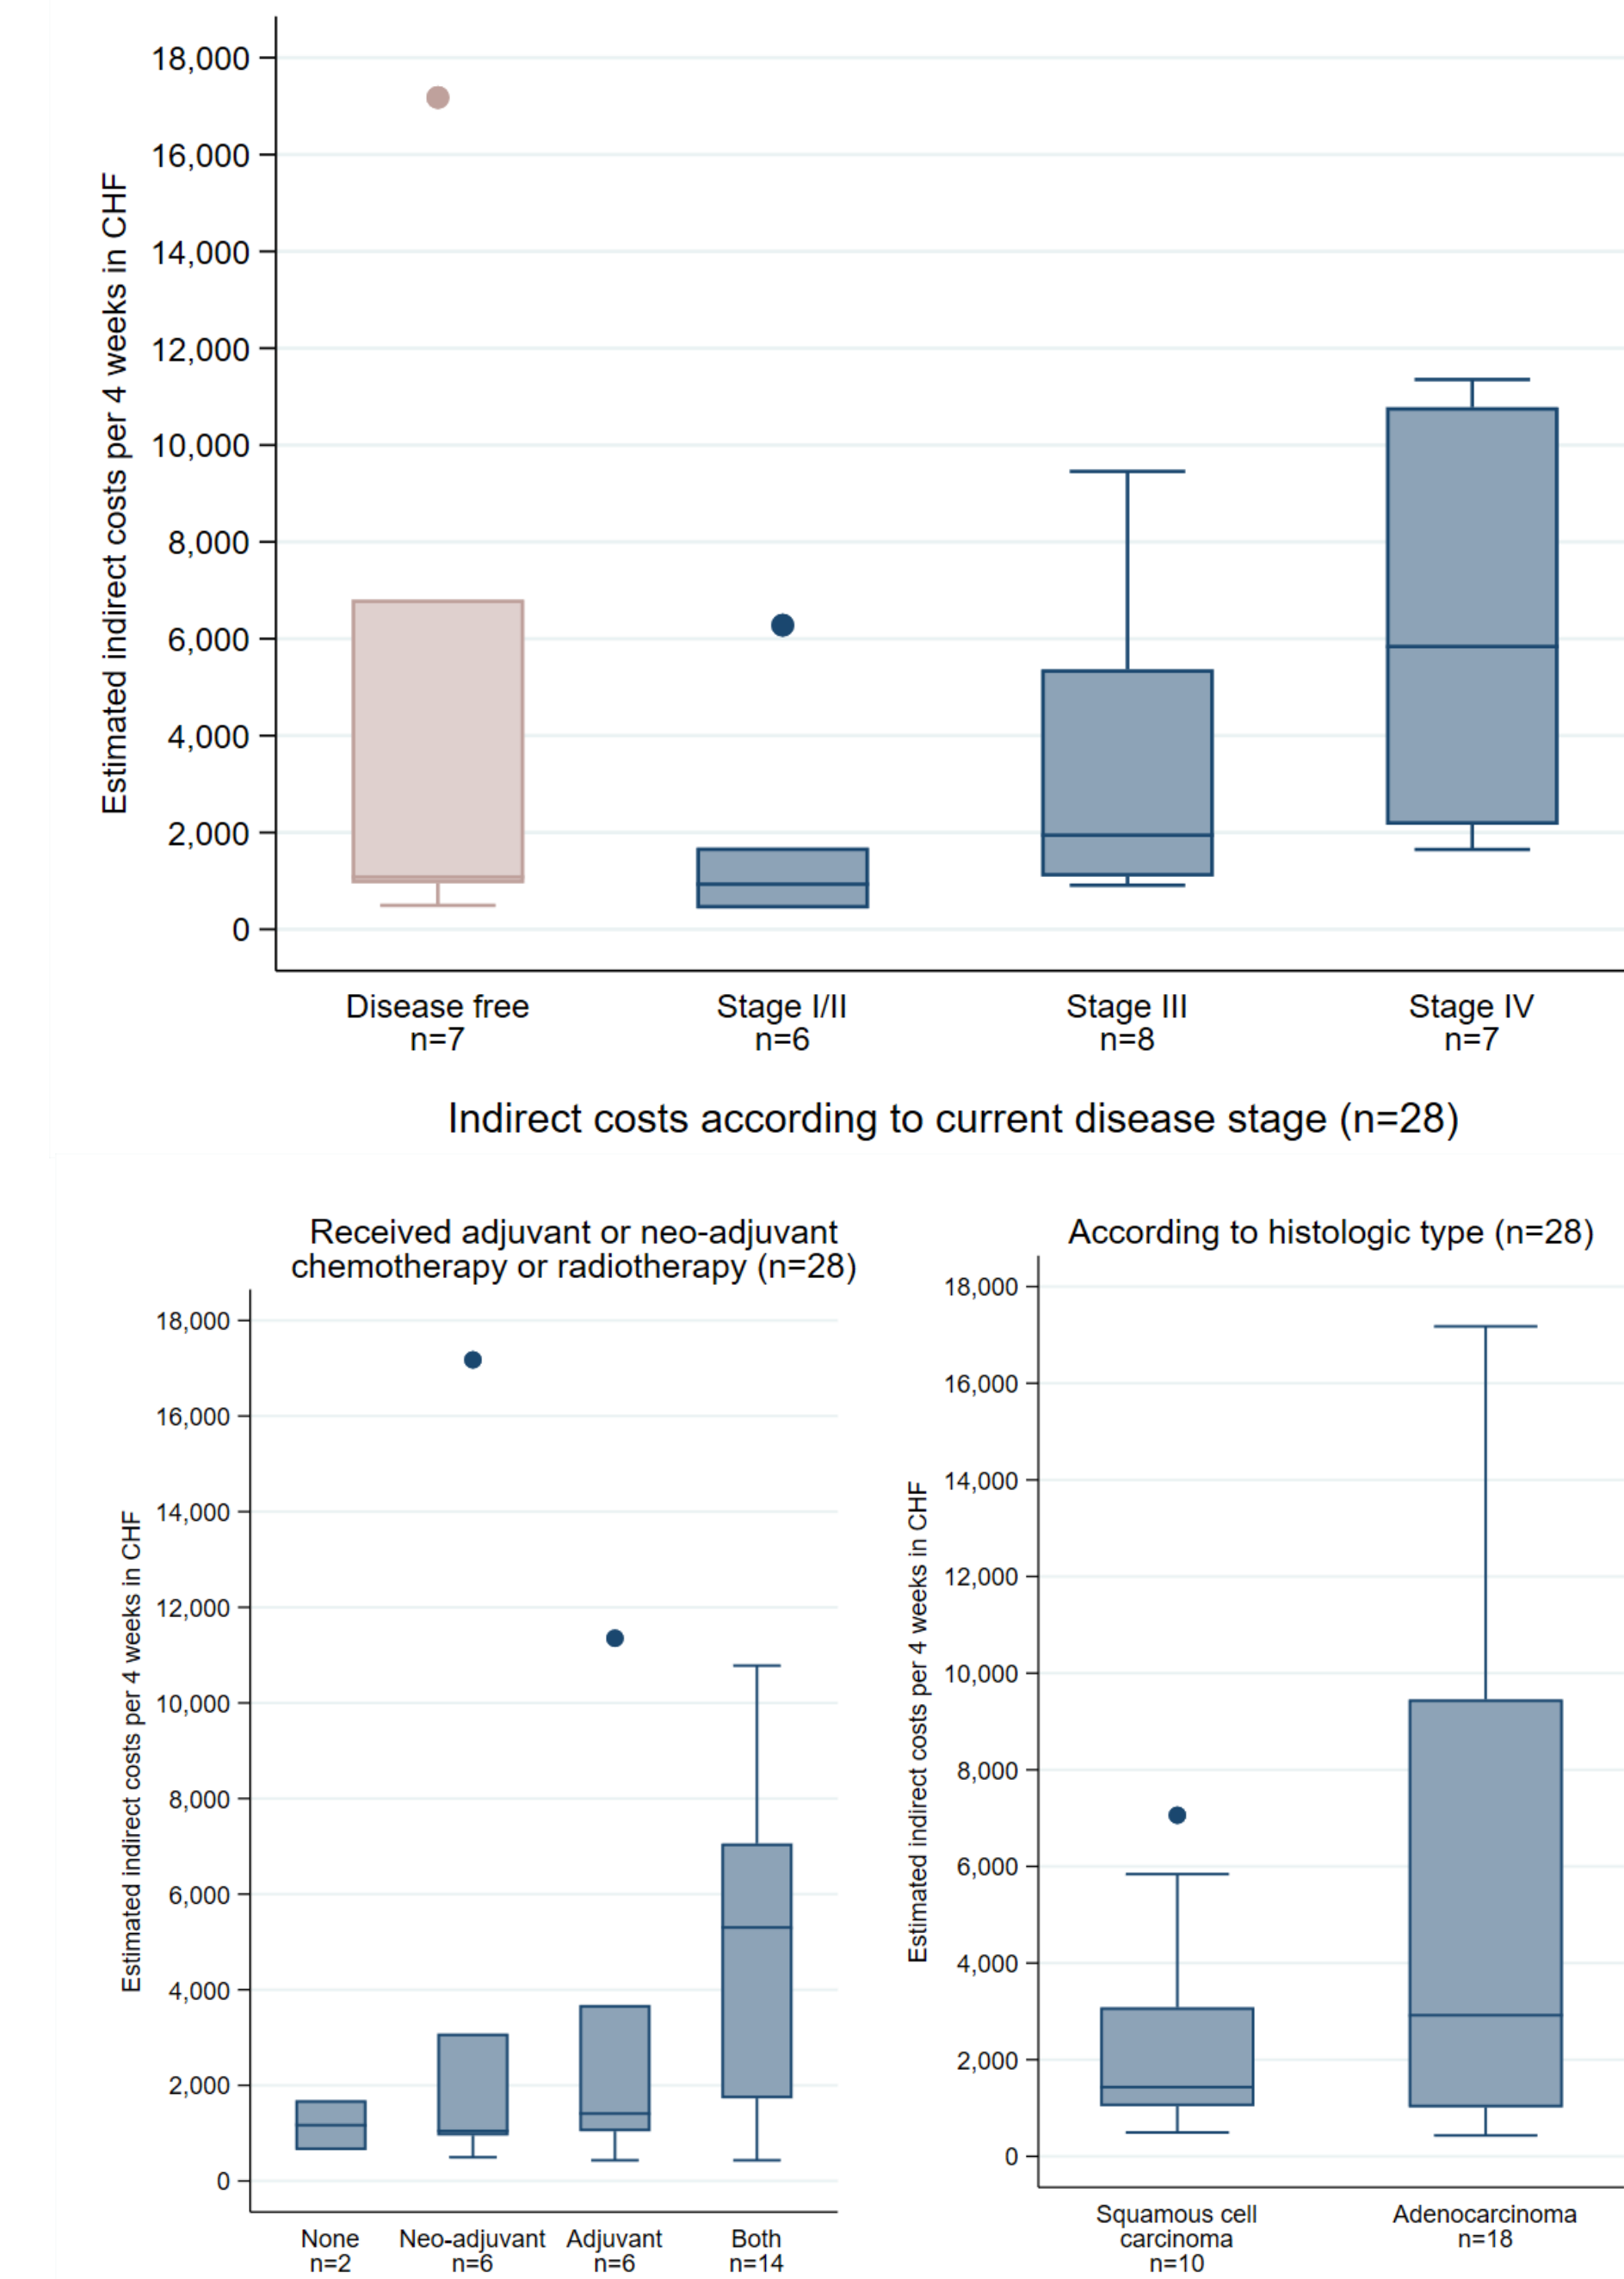 Estimated indirect costs per 4 weeks in CHF
18,000
16,000
14,000
12,000
10,000
8,000
6,000
4,000
2,000
0
Disease free
n=7
Stage I/II
n=6
Stage III
n=8
Stage IV
n=7
Indirect costs according to current disease stage (n=28)
Received adjuvant or neo-adjuvant
chemotherapy or radiotherapy (n=28)
Estimated indirect costs per 4 weeks in CHF
18,000
16,000
14,000
12,000
10,000
8,000
6,000
4,000
2,000
0
None
n=2
Neo-adjuvant
n=6
Adjuvant
n=6
Both
n=14
According to histologic type (n=28)
Estimated indirect costs per 4 weeks in CHF
18,000
16,000
14,000
12,000
10,000
8,000
6,000
4,000
2,000
0
Squamous cell
carcinoma
n=10
Adenocarcinoma
n=18